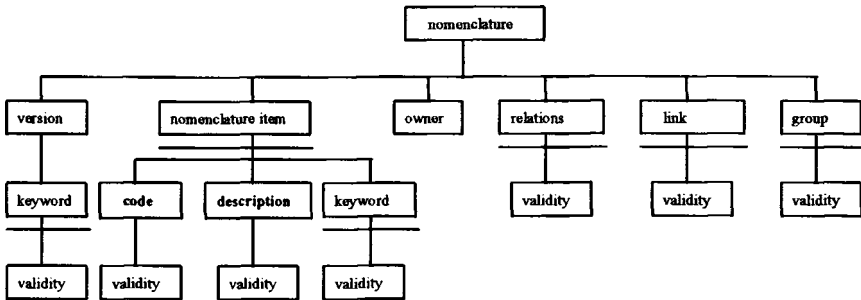 nomenclature
version nomenclature item owner relations link group
keyword code description keyword validity validity validity
validity validity validity validity